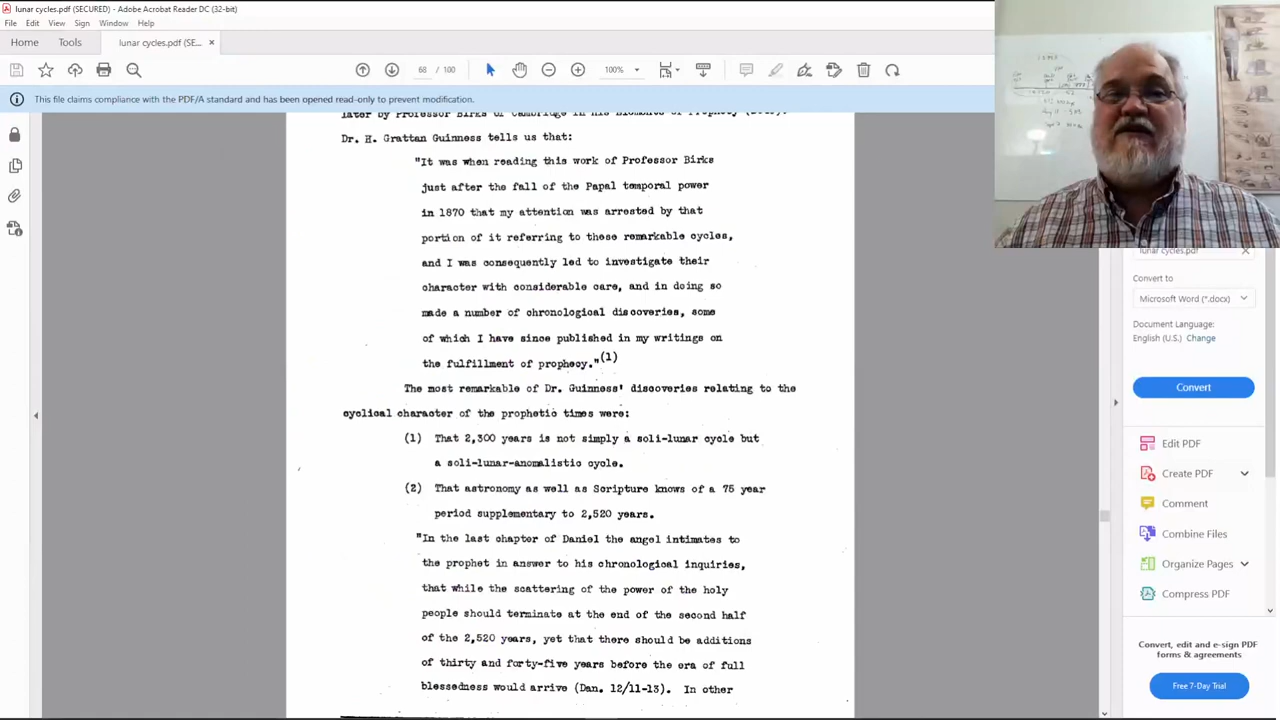 lunar cycles.pdf (SECURED) - Adobe Acrobat Reader DC (32-bit)
File Edit View Sign Window Help
Home Tools lunar cycles.pdf (SE... ×
68 / 100 100%
This file claims compliance with the PDF/A standard and has been opened read-only to prevent modification.
later by Professor Birks of Cambridge in his Elements of Prophecy
Dr. H. Grattan Guinness tells us that:
"It was when reading this work of Professor Birks
just after the fall of the Papal temporal power
in 1870 that my attention was arrested by that
portion of it referring to these remarkable cycles,
and I was consequently led to investigate their
character with considerable care, and in doing so
made a number of chronological discoveries, some
of which I have since published in my writings on
the fulfillment of prophecy."(1)
The most remarkable of Dr. Guinness' discoveries relating to the
cyclical character of the prophetic times were:
(1) That 2,300 years is not simply a soli-lunar cycle but
a soli-lunar-anomalistic cycle.
(2) That astronomy as well as Scripture knows of a 75 year
period supplementary to 2,520 years.
"In the last chapter of Daniel the angel intimates to
the prophet in answer to his chronological inquiries,
that while the scattering of the power of the holy
people should terminate at the end of the second half
of the 2,520 years, yet that there should be additions
of thirty and forty-five years before the era of full
blessedness would arrive (Dan. 12/11-13). In other
lunar cycles.pdf ×
Convert to
Microsoft Word (*.docx)
Document Language:
English (U.S.) Change
Convert
Edit PDF
Create PDF
Comment
Combine Files
Organize Pages
Compress PDF
Convert, edit and e-sign PDF
forms & agreements
Free 7-Day Trial